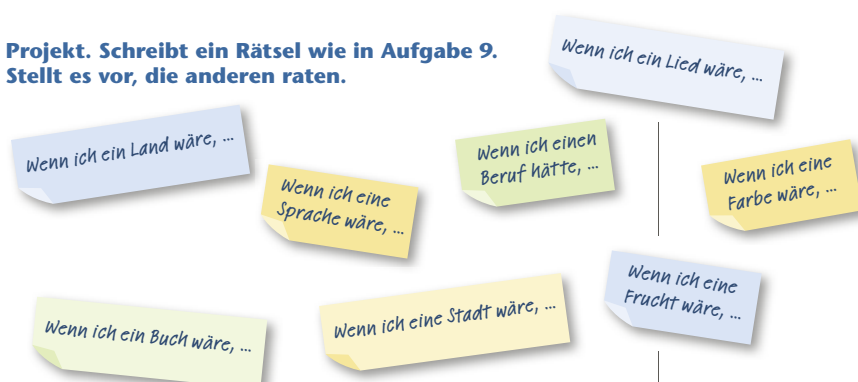 Projekt. Schreibt ein Rätsel wie in Aufgabe 9.
Stellt es vor, die anderen raten.
Wenn ich ein Lied wäre, ...
Wenn ich ein Land wäre, ...
Wenn ich eine
Sprache wäre, ...
Wenn ich einen
Beruf hätte, ...
Wenn ich eine
Farbe wäre, ...
Wenn ich ein Buch wäre, ...
Wenn ich eine Stadt wäre, ...
Wenn ich eine
Frucht wäre, ...